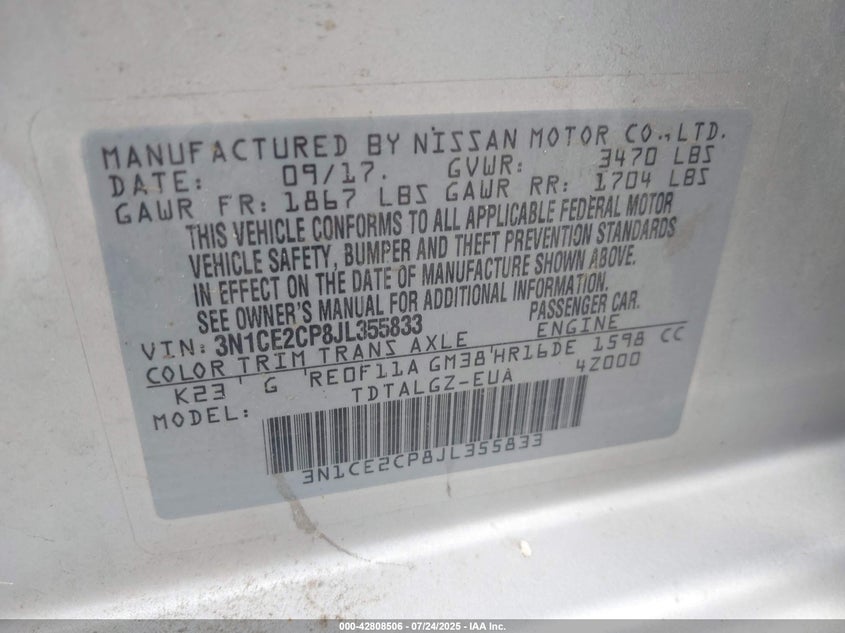 MANUFACTURED BY NISSAN MOTOR CO., LTD.
DATE: 09/17. GVWR: 3470 LBS
GAWR FR: 1867 LBS GAWR RR: 1704 LBS
THIS VEHICLE CONFORMS TO ALL APPLICABLE FEDERAL MOTOR
VEHICLE SAFETY, BUMPER AND THEFT PREVENTION STANDARDS
IN EFFECT ON THE DATE OF MANUFACTURE SHOWN ABOVE.
SEE OWNER'S MANUAL FOR ADDITIONAL INFORMATION.
VIN: 3N1CE2CP8JL355833 PASSENGER CAR.
COLOR TRIM TRANS AXLE ENGINE
K23 ' G 'RE0F11A GM38'HR16DE 1598 CC
MODEL: TDTALGZ-EUA 4Z000
3N1CE2CP8JL355833
000-42808506 - 07/24/2025 - IAA Inc.